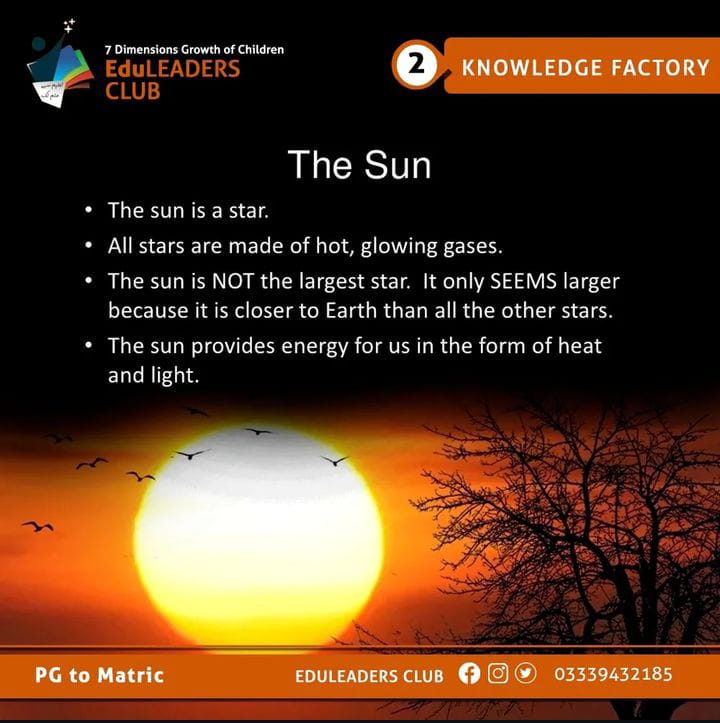 7 Dimensions Growth of Children
EduLEADERS
CLUB
2
KNOWLEDGE FACTORY
The Sun
• The sun is a star.
• All stars are made of hot, glowing gases.
• The sun is NOT the largest star. It only SEEMS larger
because it is closer to Earth than all the other stars.
• The sun provides energy for us in the form of heat
and light.
PG to Matric
EDULEADERS CLUB
03339432185